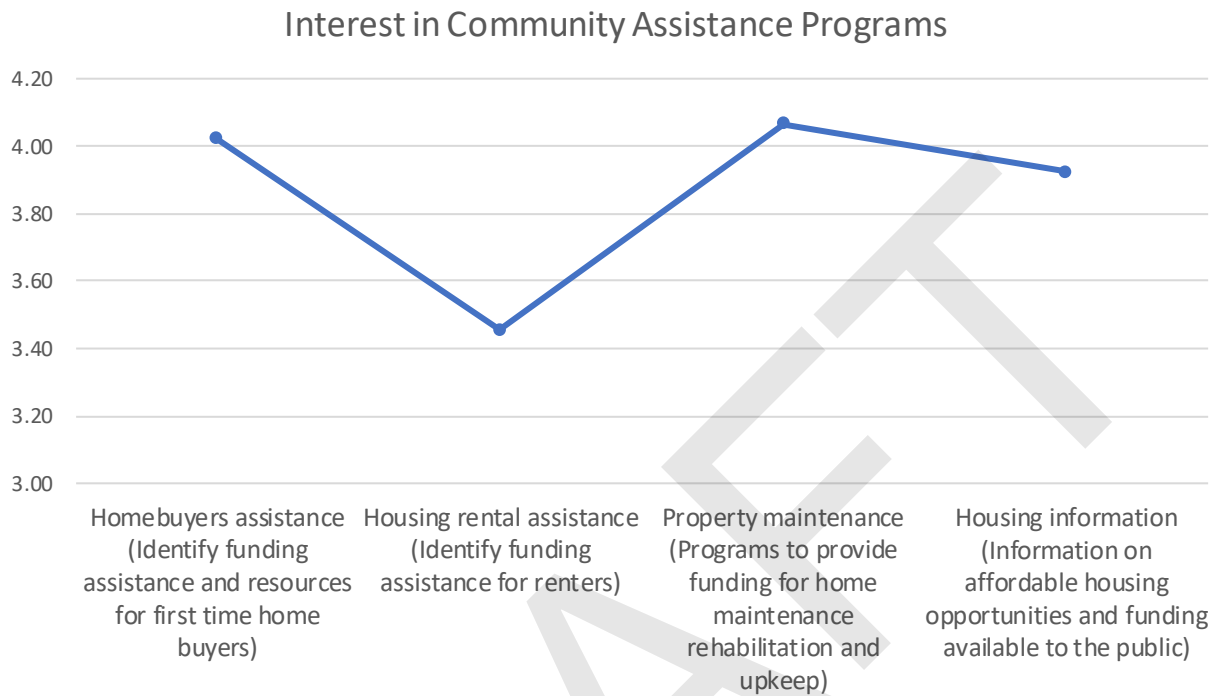 Interest in Community Assistance Programs
4.20
4.00
3.80
3.60
3.40
3.20
3.00
Homebuyers assistance
(Identify funding
assistance and resources
for first time home
buyers)
Housing rental assistance
(Identify funding
assistance for renters)
Property maintenance
(Programs to provide
funding for home
maintenance
rehabilitation and
upkeep)
Housing information
(Information on
affordable housing
opportunities and funding
available to the public)
AFT